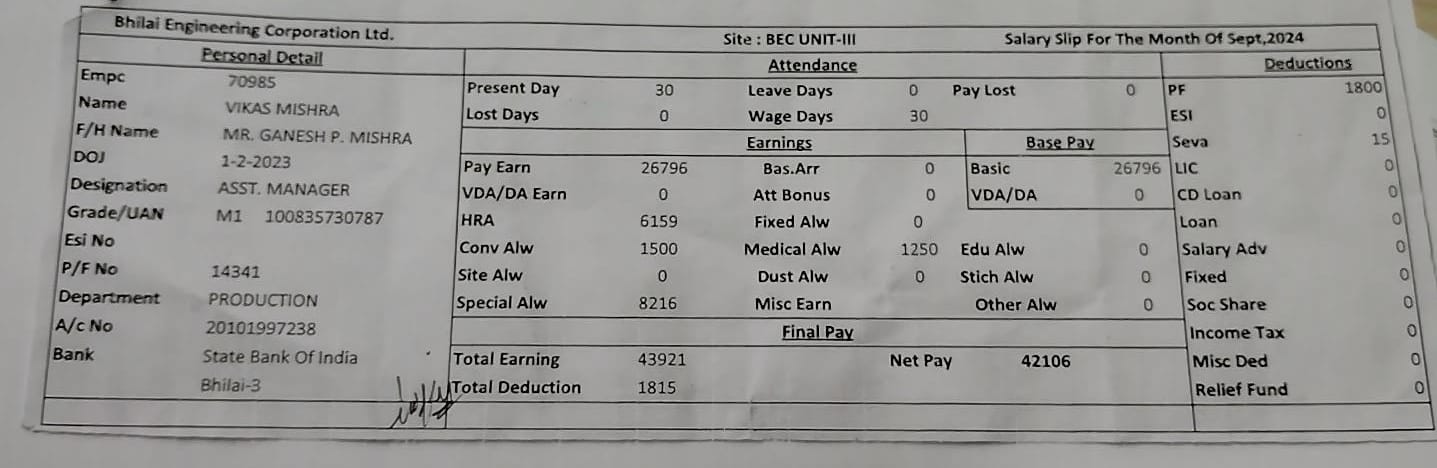 Bhilai Engineering Corporation Ltd. Site : BEC UNIT-III Salary Slip For The Month Of Sept,2024
Personal Detail Attendance Deductions
Empc 70985 Present Day 30 Leave Days 0 Pay Lost 0 PF 1800
Name VIKAS MISHRA Lost Days 0 Wage Days 30 ESI 0
F/H Name MR. GANESH P. MISHRA Earnings Base Pay Seva 15
DOJ 1-2-2023 Pay Earn 26796 Bas.Arr 0 Basic 26796 LIC 0
Designation ASST. MANAGER VDA/DA Earn 0 Att Bonus 0 VDA/DA 0 CD Loan 0
Grade/UAN M1 100835730787 HRA 6159 Fixed Alw 0 Loan 0
Esi No Conv Alw 1500 Medical Alw 1250 Edu Alw 0 Salary Adv 0
P/F No 14341 Site Alw 0 Dust Alw 0 Stich Alw 0 Fixed 0
Department PRODUCTION Special Alw 8216 Misc Earn Other Alw 0 Soc Share 0
A/c No 20101997238 Final Pay Income Tax 0
Bank State Bank Of India Total Earning 43921 Net Pay 42106 Misc Ded 0
Bhilai-3 Total Deduction 1815 Relief Fund 0